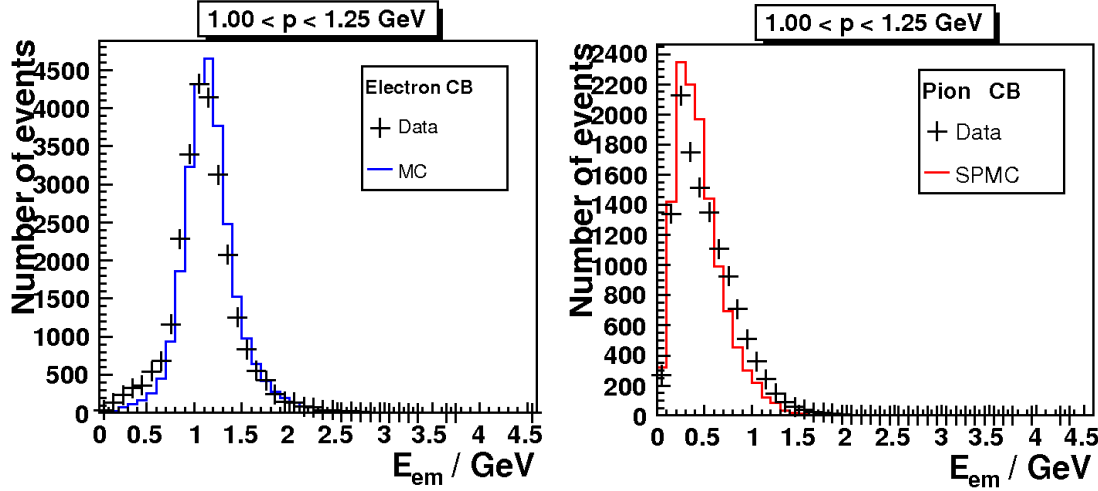 1.00 < p < 1.25 GeV
Number of events
4500
4000
3500
3000
2500
2000
1500
1000
500
0
Electron CB
Data
MC
0 0.5 1 1.5 2 2.5 3 3.5 4 4.5
E_em / GeV
1.00 < p < 1.25 GeV
Number of events
2400
2200
2000
1800
1600
1400
1200
1000
800
600
400
200
0
Pion CB
Data
SPMC
0 0.5 1 1.5 2 2.5 3 3.5 4 4.5
E_em / GeV